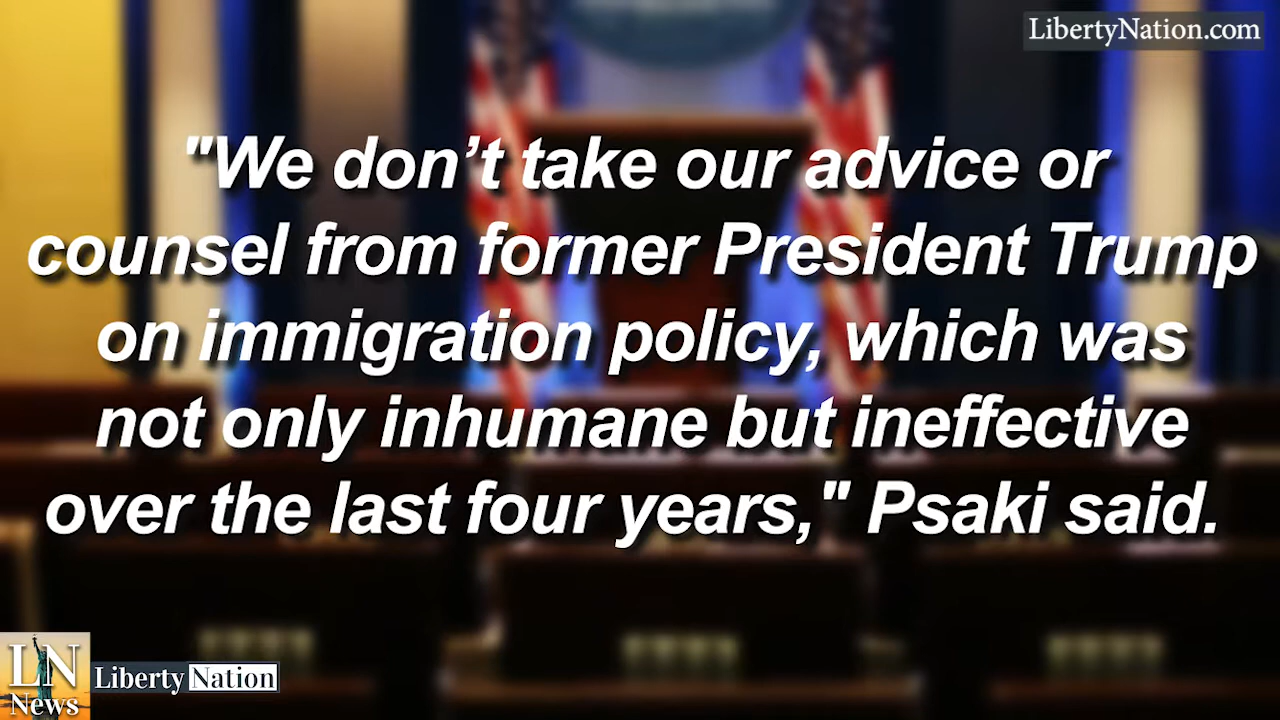 LibertyNation.com
"We don’t take our advice or
counsel from former President Trump
on immigration policy, which was
not only inhumane but ineffective
over the last four years," Psaki said.
LN
News
Liberty Nation